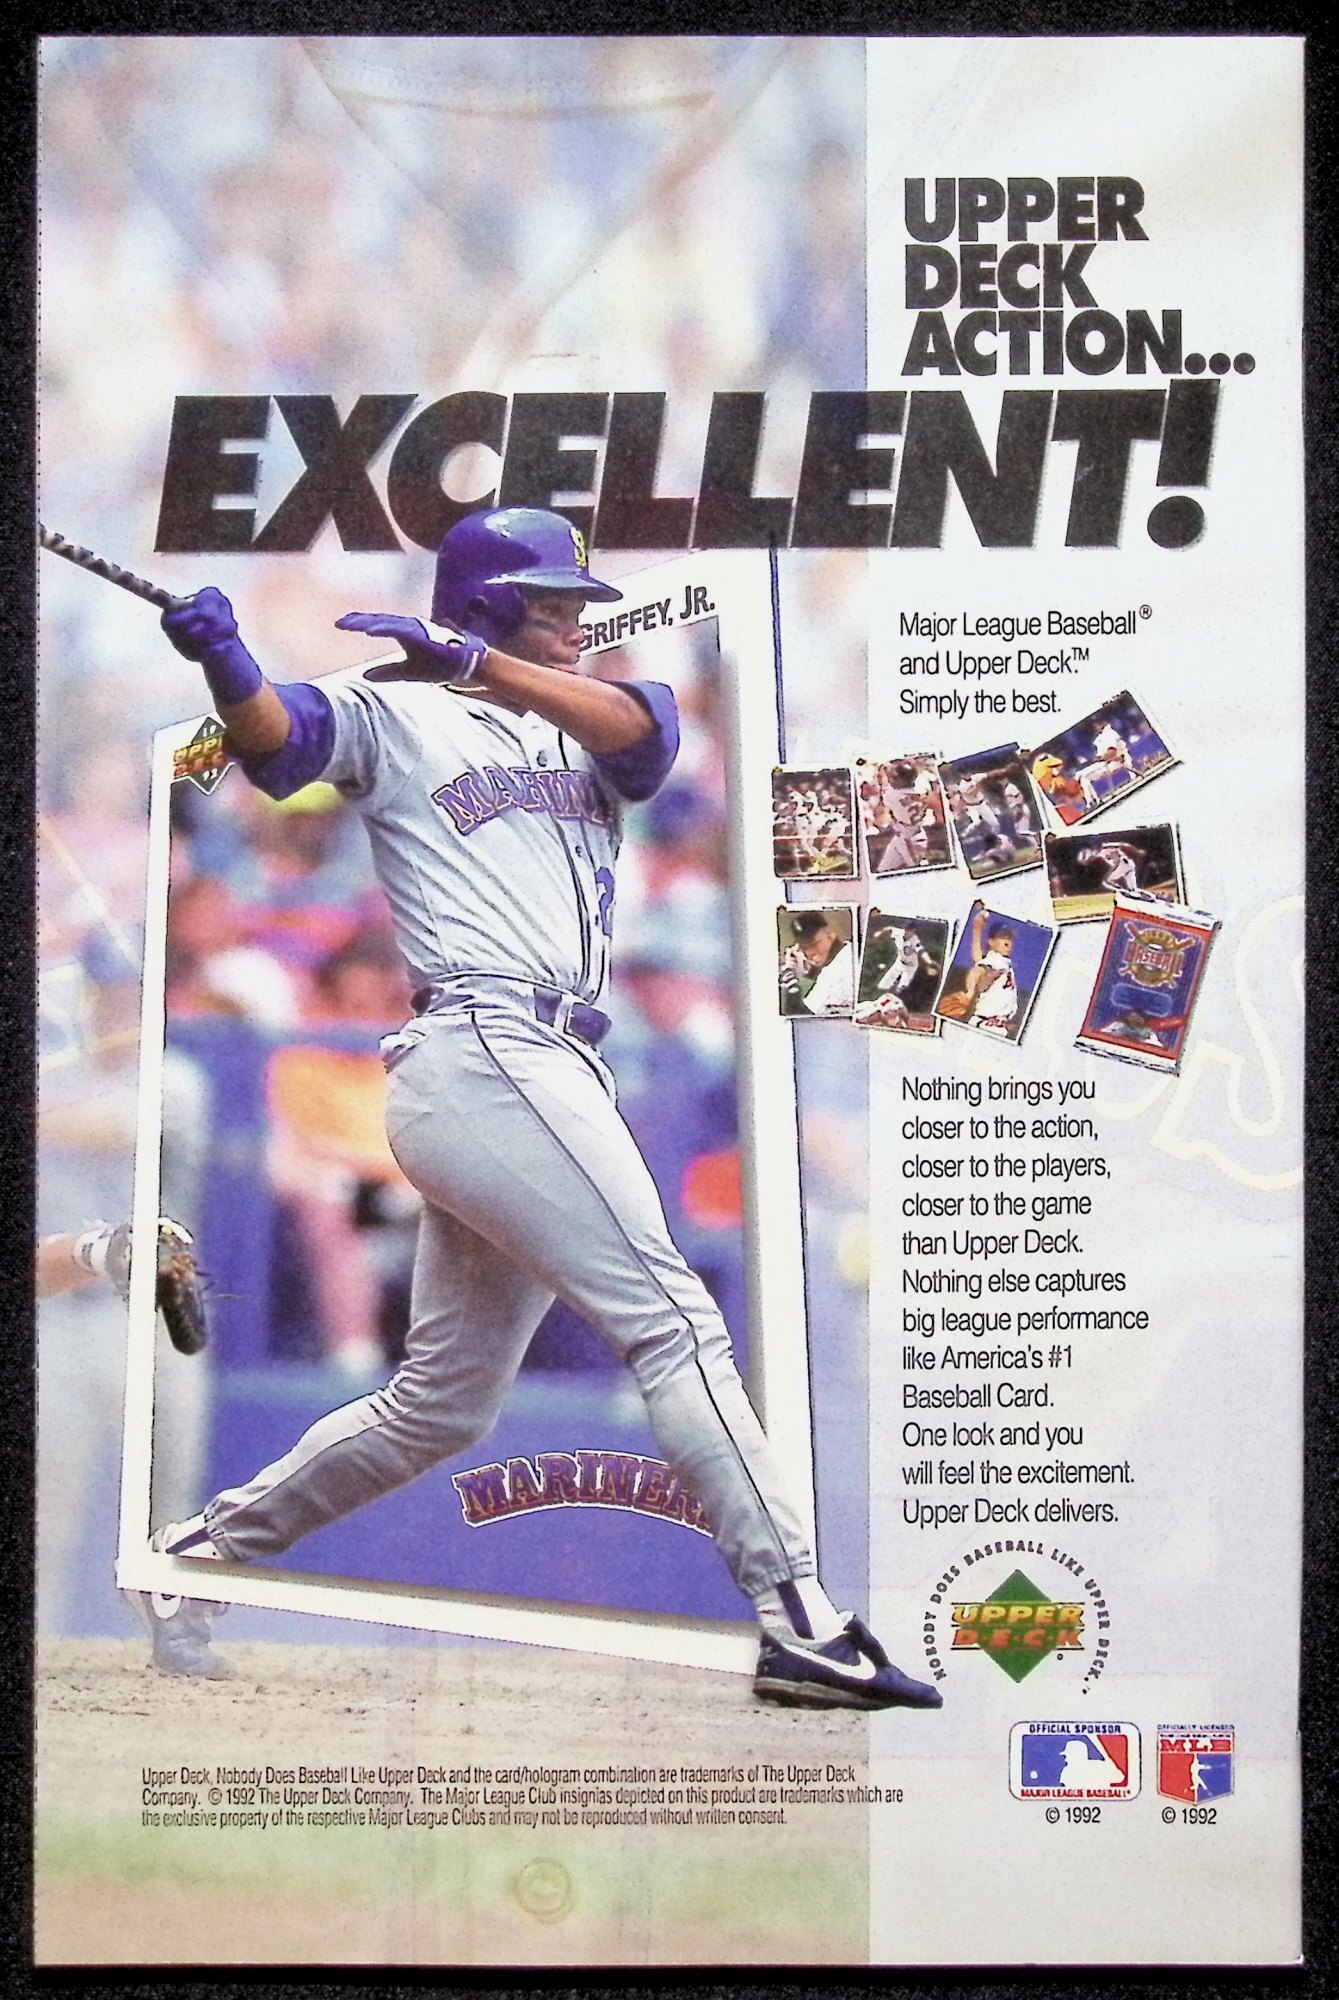 UPPER
DECK
ACTION...
EXCELLENT!
GRIFFEY, JR.
Major League Baseball®
and Upper Deck.™
Simply the best.
MARIN
BASEBALL
Nothing brings you
closer to the action,
closer to the players,
closer to the game
than Upper Deck.
Nothing else captures
big league performance
like America's #1
Baseball Card.
One look and you
will feel the excitement.
Upper Deck delivers.
MARINERS
NOBODY DOES BASEBALL LIKE UPPER DECK.™
UPPER
D·E·C·K®
OFFICIAL SPONSOR
MAJOR LEAGUE BASEBALL®
© 1992
OFFICIALLY LICENSED
MLB
© 1992
Upper Deck, Nobody Does Baseball Like Upper Deck and the card/hologram combination are trademarks of The Upper Deck
Company. © 1992 The Upper Deck Company. The Major League Club insignias depicted on this product are trademarks which are
the exclusive property of the respective Major League Clubs and may not be reproduced without written consent.